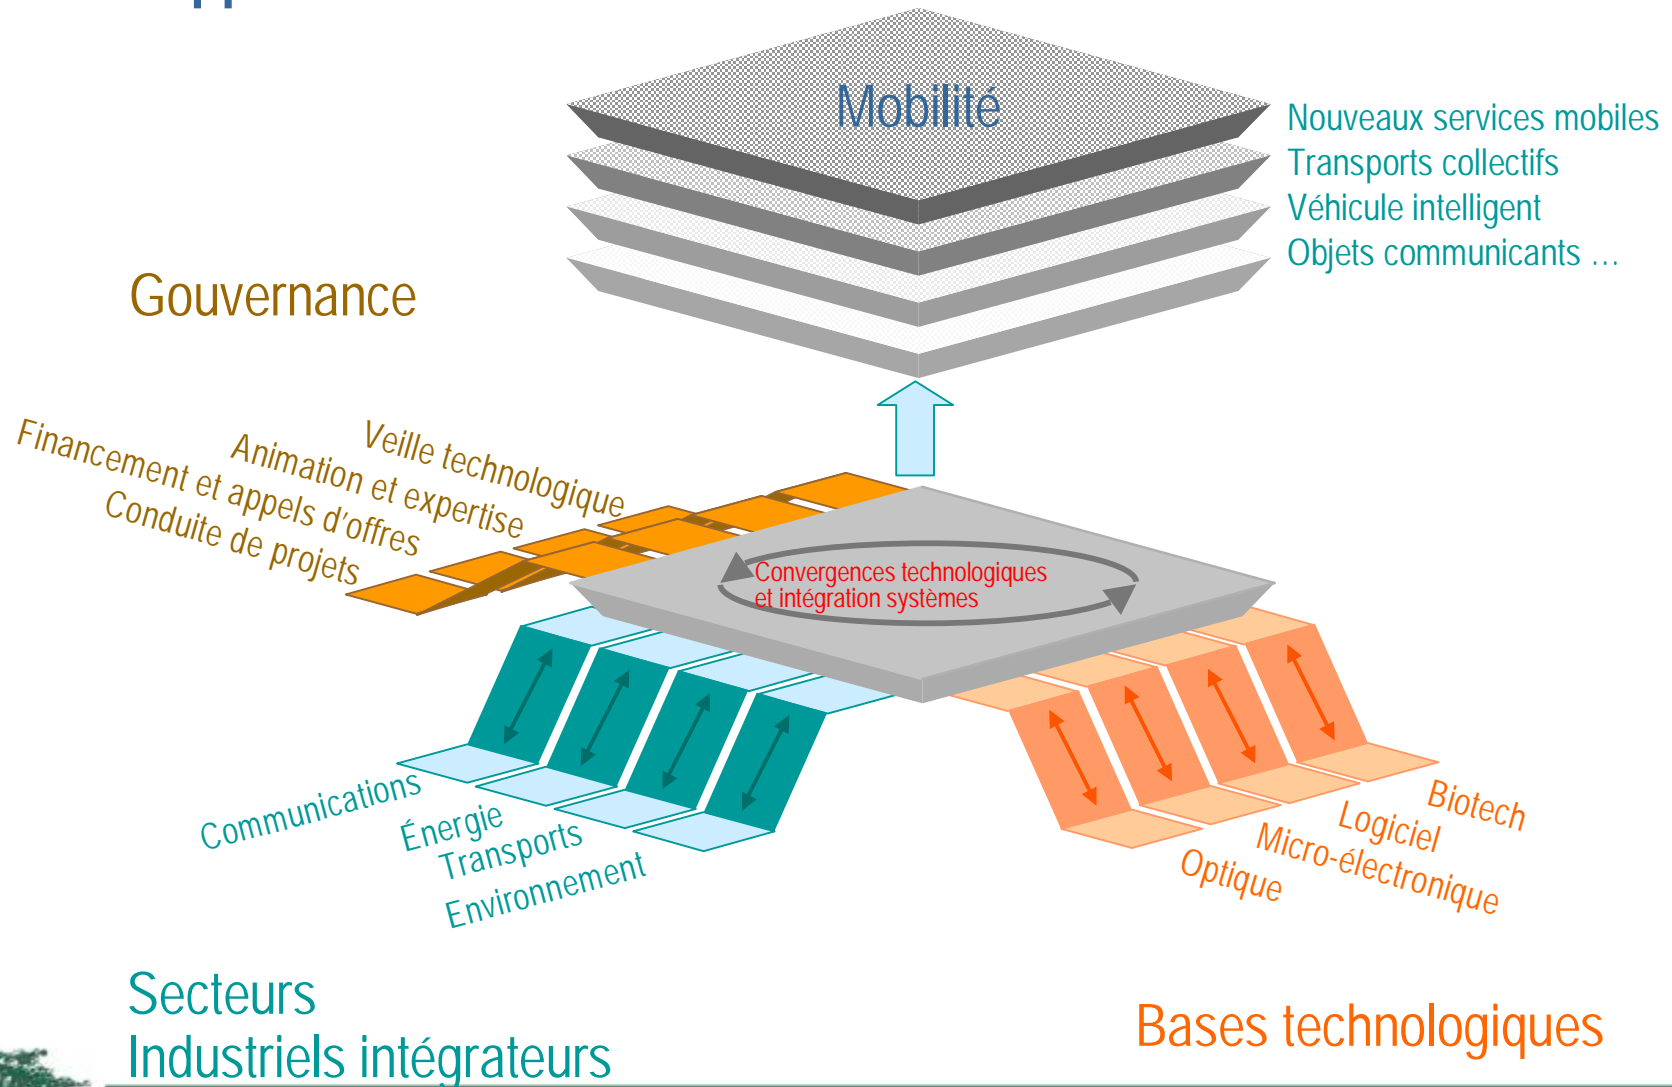 Mobilité
Nouveaux services mobiles
Transports collectifs
Véhicule intelligent
Objets communicants …
Gouvernance
Veille technologique
Animation et expertise
Financement et appels d'offres
Conduite de projets
Convergences technologiques
et intégration systèmes
Communications
Énergie
Transports
Environnement
Biotech
Logiciel
Micro-électronique
Optique
Secteurs
Industriels intégrateurs
Bases technologiques